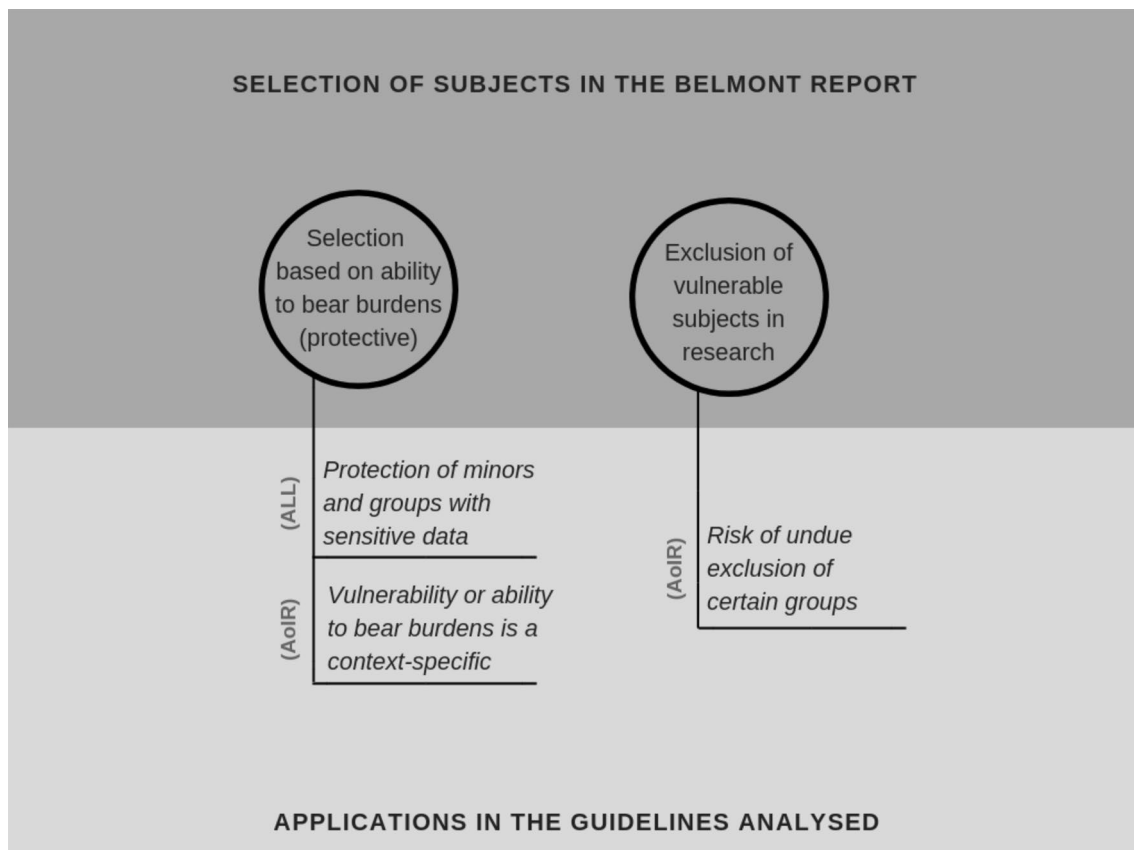 SELECTION OF SUBJECTS IN THE BELMONT REPORT
Selection
based on ability
to bear burdens
(protective)
Exclusion of
vulnerable
subjects in
research
(ALL)
Protection of minors
and groups with
sensitive data
(AoIR)
Vulnerability or ability
to bear burdens is a
context-specific
(AoIR)
Risk of undue
exclusion of
certain groups
APPLICATIONS IN THE GUIDELINES ANALYSED